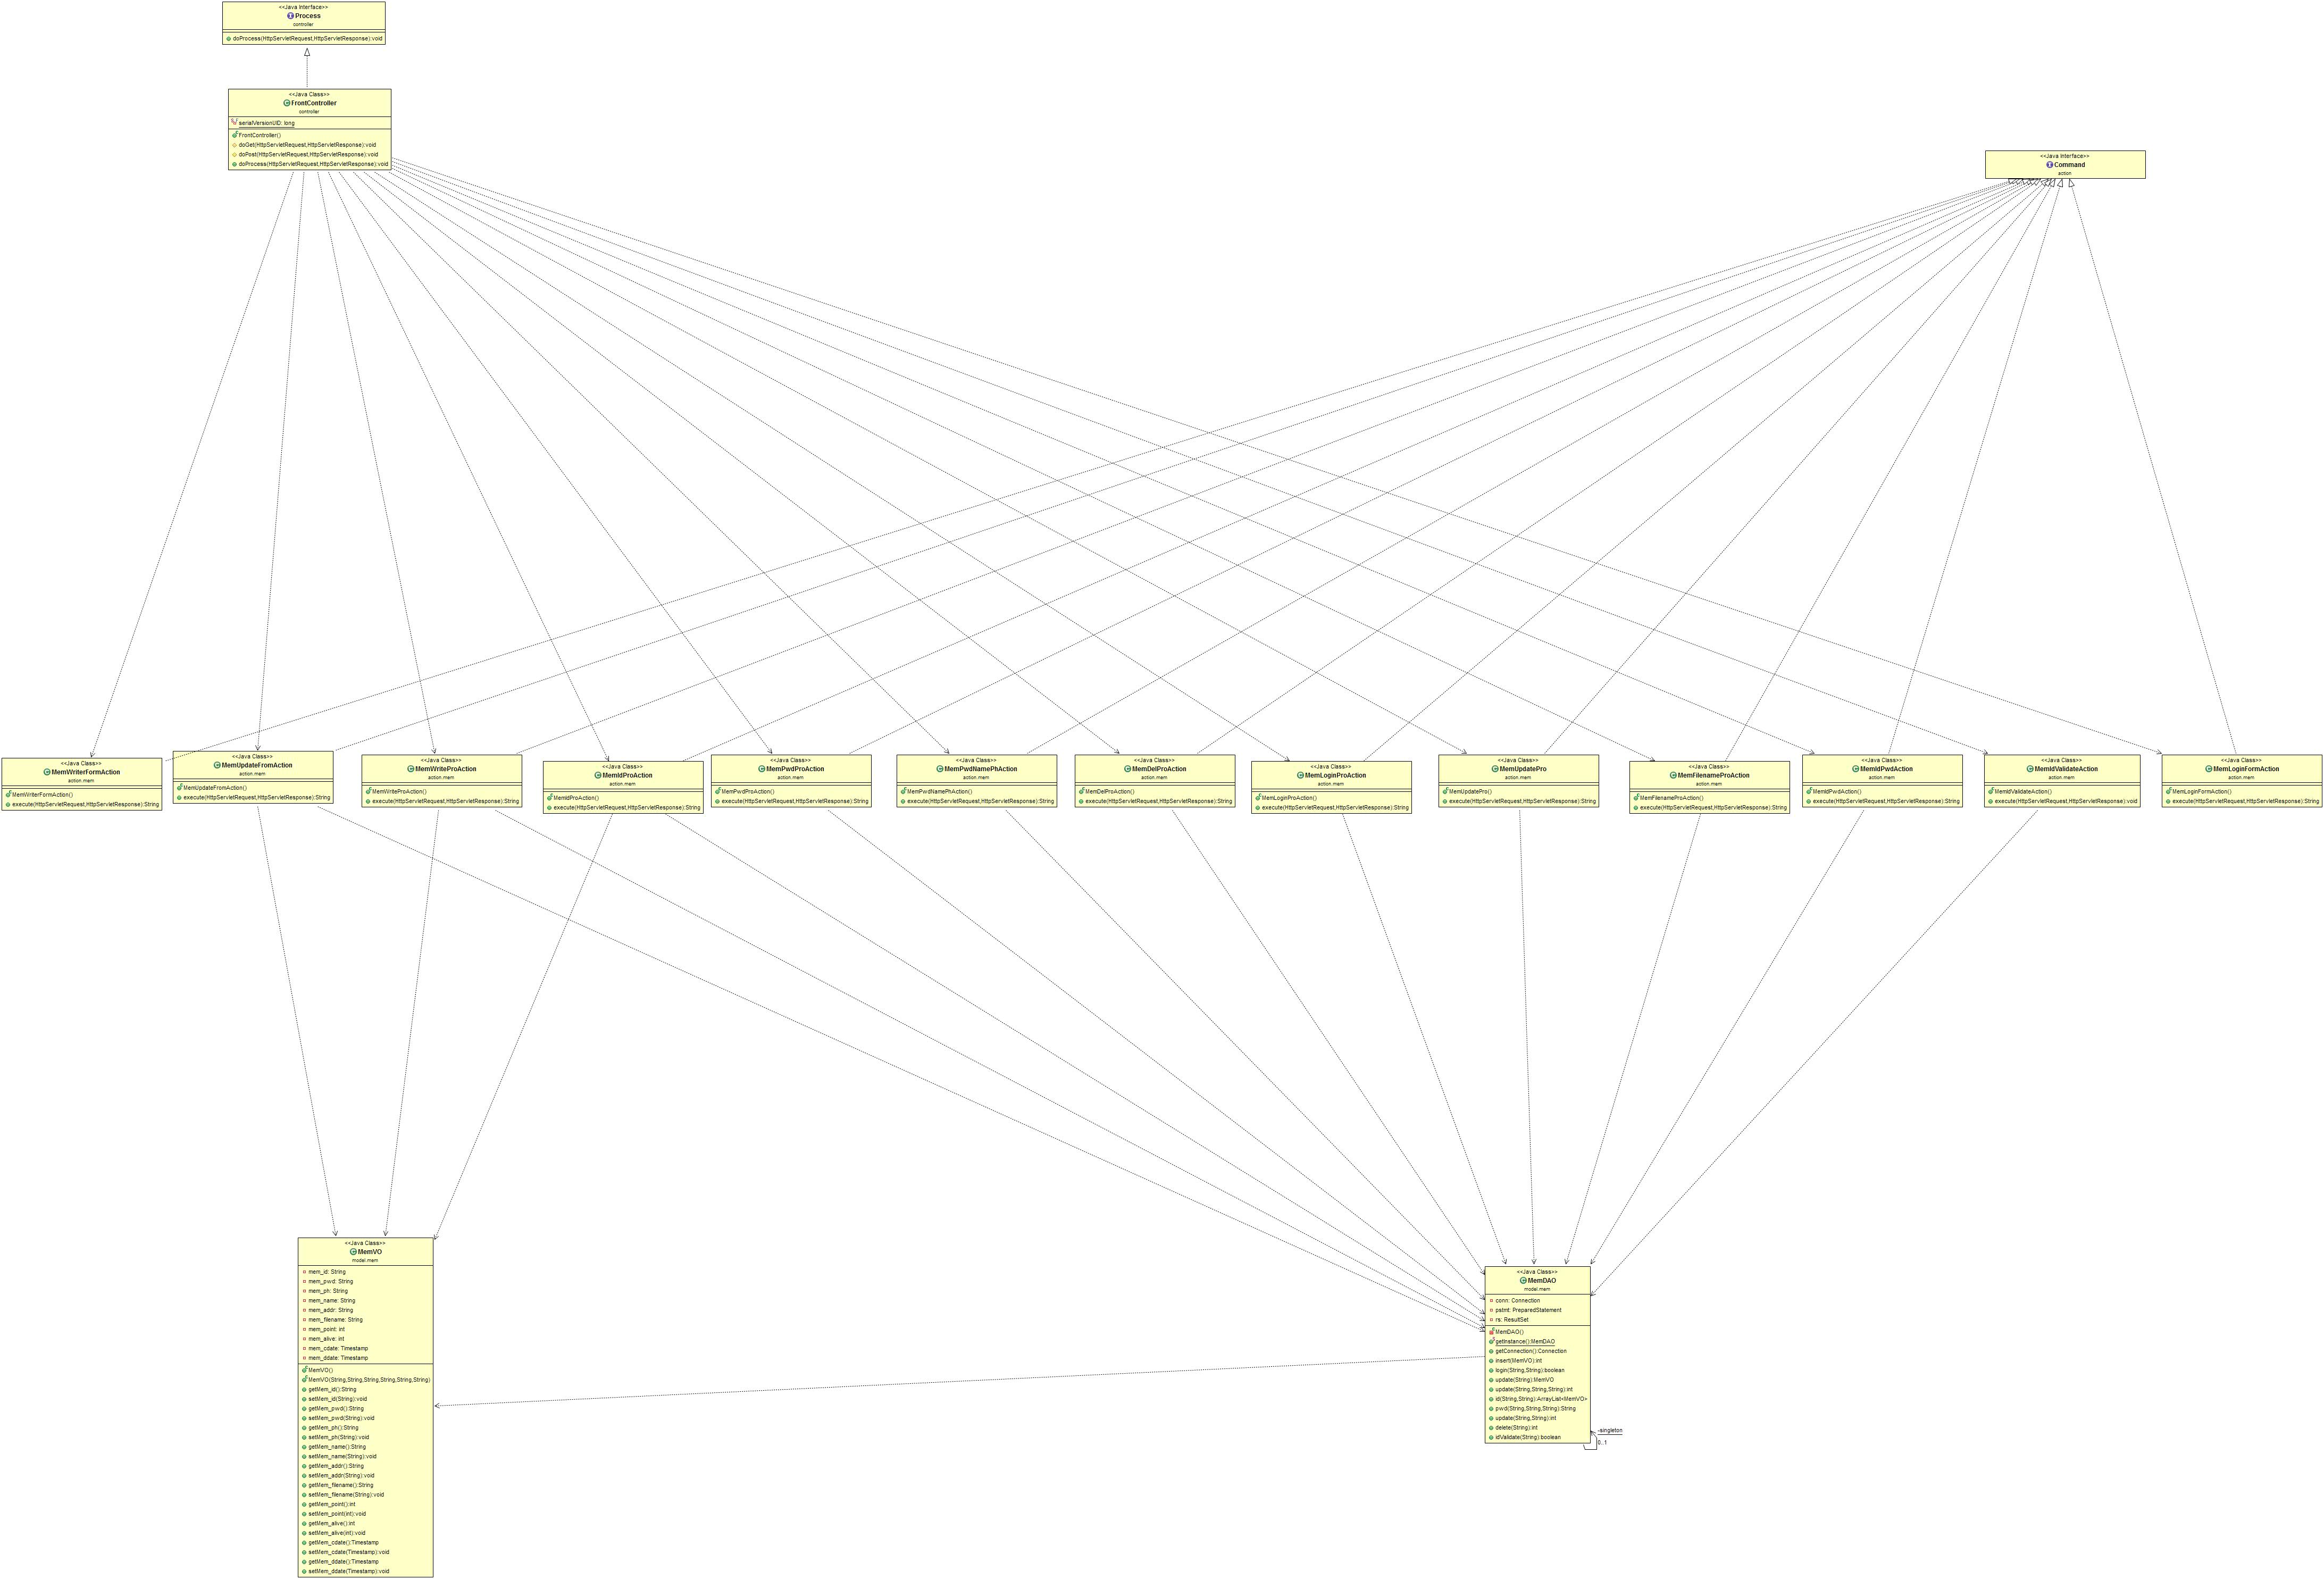 <<Java Interface>>
Process
controller
doProcess(HttpServletRequest,HttpServletResponse):void
<<Java Class>>
FrontController
controller
serialVersionUID: long
FrontController()
doGet(HttpServletRequest,HttpServletResponse):void
doPost(HttpServletRequest,HttpServletResponse):void
doProcess(HttpServletRequest,HttpServletResponse):void
<<Java Interface>>
Command
action
<<Java Class>>
MemWriterFormAction
action.mem
MemWriterFormAction()
execute(HttpServletRequest,HttpServletResponse):String
<<Java Class>>
MemUpdateFromAction
action.mem
MemUpdateFromAction()
execute(HttpServletRequest,HttpServletResponse):String
<<Java Class>>
MemWriteProAction
action.mem
MemWriteProAction()
execute(HttpServletRequest,HttpServletResponse):String
<<Java Class>>
MemIdProAction
action.mem
MemIdProAction()
execute(HttpServletRequest,HttpServletResponse):String
<<Java Class>>
MemPwdProAction
action.mem
MemPwdProAction()
execute(HttpServletRequest,HttpServletResponse):String
<<Java Class>>
MemPwdNamePhAction
action.mem
MemPwdNamePhAction()
execute(HttpServletRequest,HttpServletResponse):String
<<Java Class>>
MemDelProAction
action.mem
MemDelProAction()
execute(HttpServletRequest,HttpServletResponse):String
<<Java Class>>
MemLoginProAction
action.mem
MemLoginProAction()
execute(HttpServletRequest,HttpServletResponse):String
<<Java Class>>
MemUpdatePro
action.mem
MemUpdatePro()
execute(HttpServletRequest,HttpServletResponse):String
<<Java Class>>
MemFilenameProAction
action.mem
MemFilenameProAction()
execute(HttpServletRequest,HttpServletResponse):String
<<Java Class>>
MemIdPwdAction
action.mem
MemIdPwdAction()
execute(HttpServletRequest,HttpServletResponse):String
<<Java Class>>
MemIdValidateAction
action.mem
MemIdValidateAction()
execute(HttpServletRequest,HttpServletResponse):void
<<Java Class>>
MemLoginFormAction
action.mem
MemLoginFormAction()
execute(HttpServletRequest,HttpServletResponse):String
<<Java Class>>
MemVO
model.mem
mem_id: String
mem_pwd: String
mem_ph: String
mem_name: String
mem_addr: String
mem_filename: String
mem_point: int
mem_alive: int
mem_cdate: Timestamp
mem_ddate: Timestamp
MemVO()
MemVO(String,String,String,String,String,String)
getMem_id():String
setMem_id(String):void
getMem_pwd():String
setMem_pwd(String):void
getMem_ph():String
setMem_ph(String):void
getMem_name():String
setMem_name(String):void
getMem_addr():String
setMem_addr(String):void
getMem_filename():String
setMem_filename(String):void
getMem_point():int
setMem_point(int):void
getMem_alive():int
setMem_alive(int):void
getMem_cdate():Timestamp
setMem_cdate(Timestamp):void
getMem_ddate():Timestamp
setMem_ddate(Timestamp):void
<<Java Class>>
MemDAO
model.mem
conn: Connection
pstmt: PreparedStatement
rs: ResultSet
MemDAO()
getInstance():MemDAO
getConnection():Connection
insert(MemVO):int
login(String,String):boolean
update(String):MemVO
update(String,String,String):int
id(String,String):ArrayList<MemVO>
pwd(String,String,String):String
update(String,String):int
delete(String):int
idValidate(String):boolean
-singleton
0..1